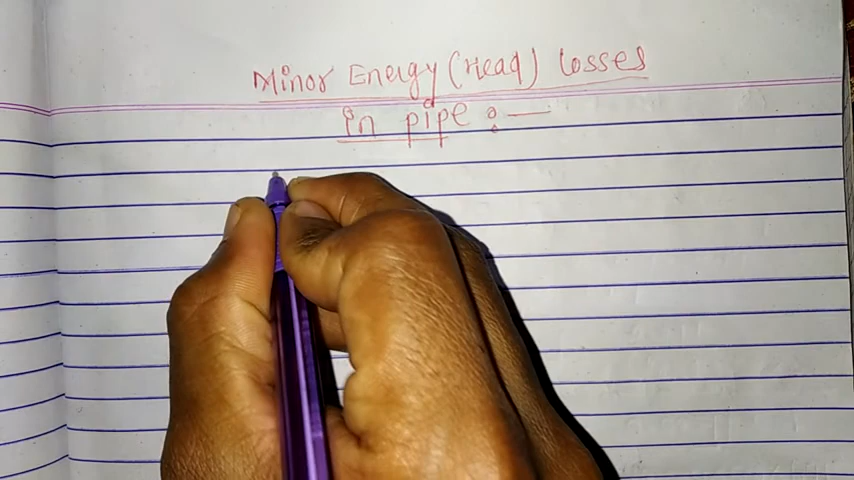 Minor Energy (Head) losses
in pipe :—